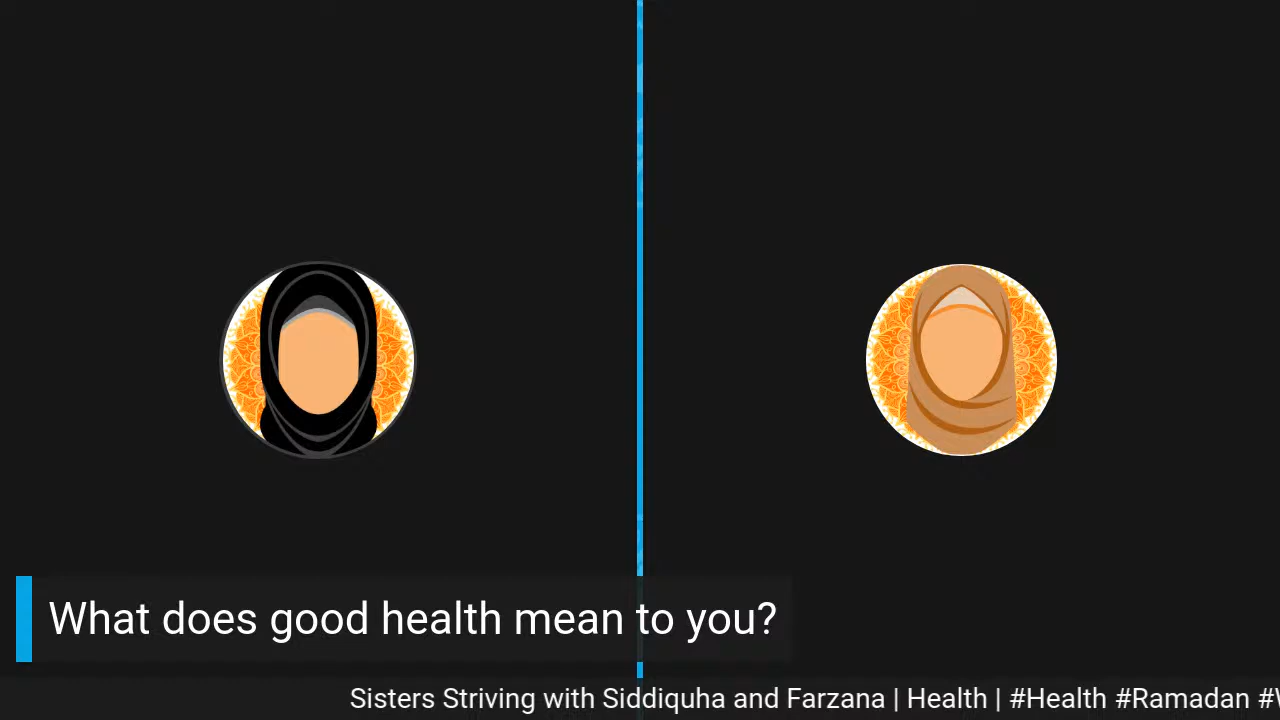 What does good health mean to you?
Sisters Striving with Siddiquha and Farzana | Health | #Health #Ramadan